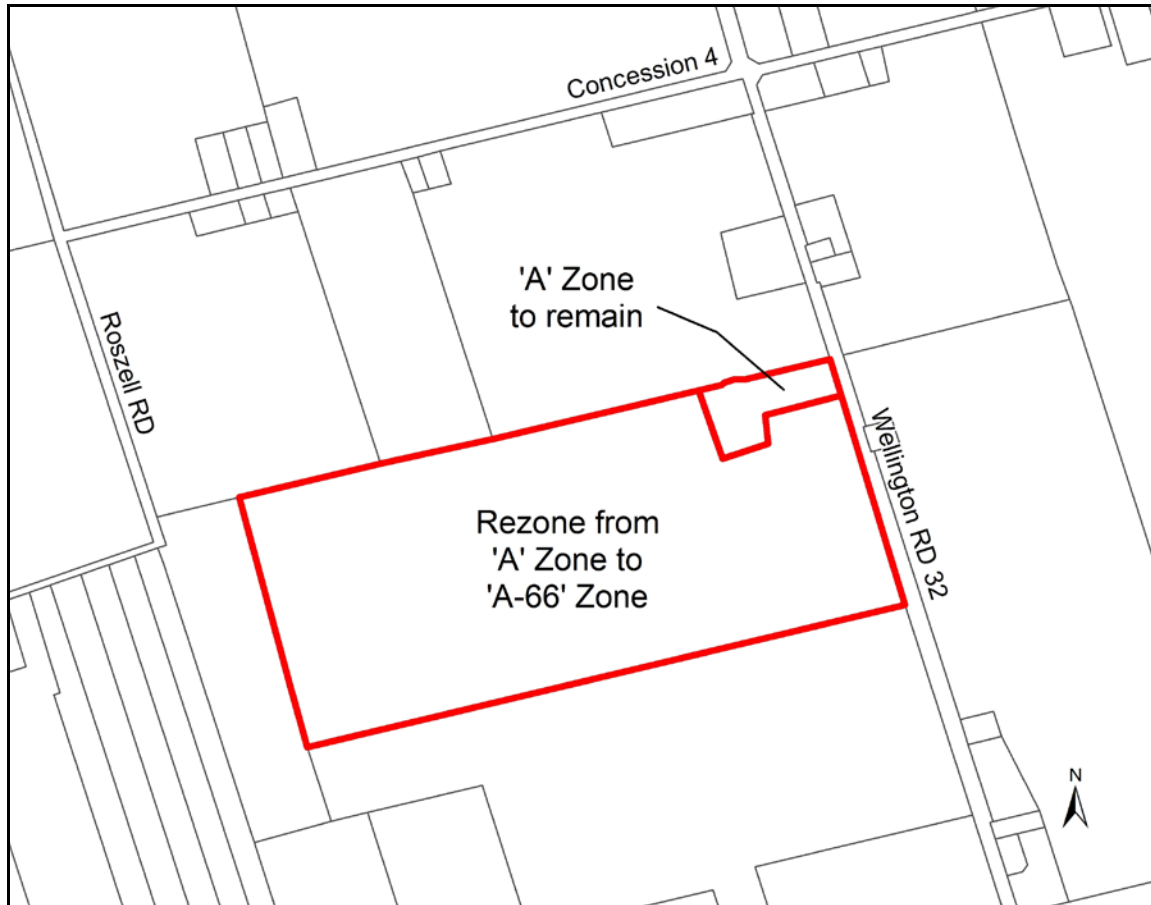 Concession 4
'A' Zone
to remain
Roszell RD
Wellington RD 32
Rezone from
'A' Zone to
'A-66' Zone
N